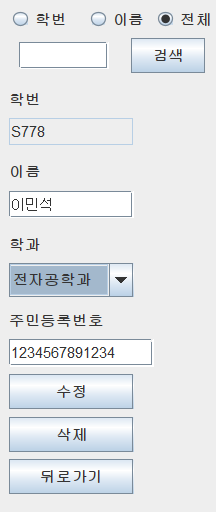 학번 이름 전체
검색
학번
S778
이름
이민석
학과
전자공학과
주민등록번호
1234567891234
수정
삭제
뒤로가기